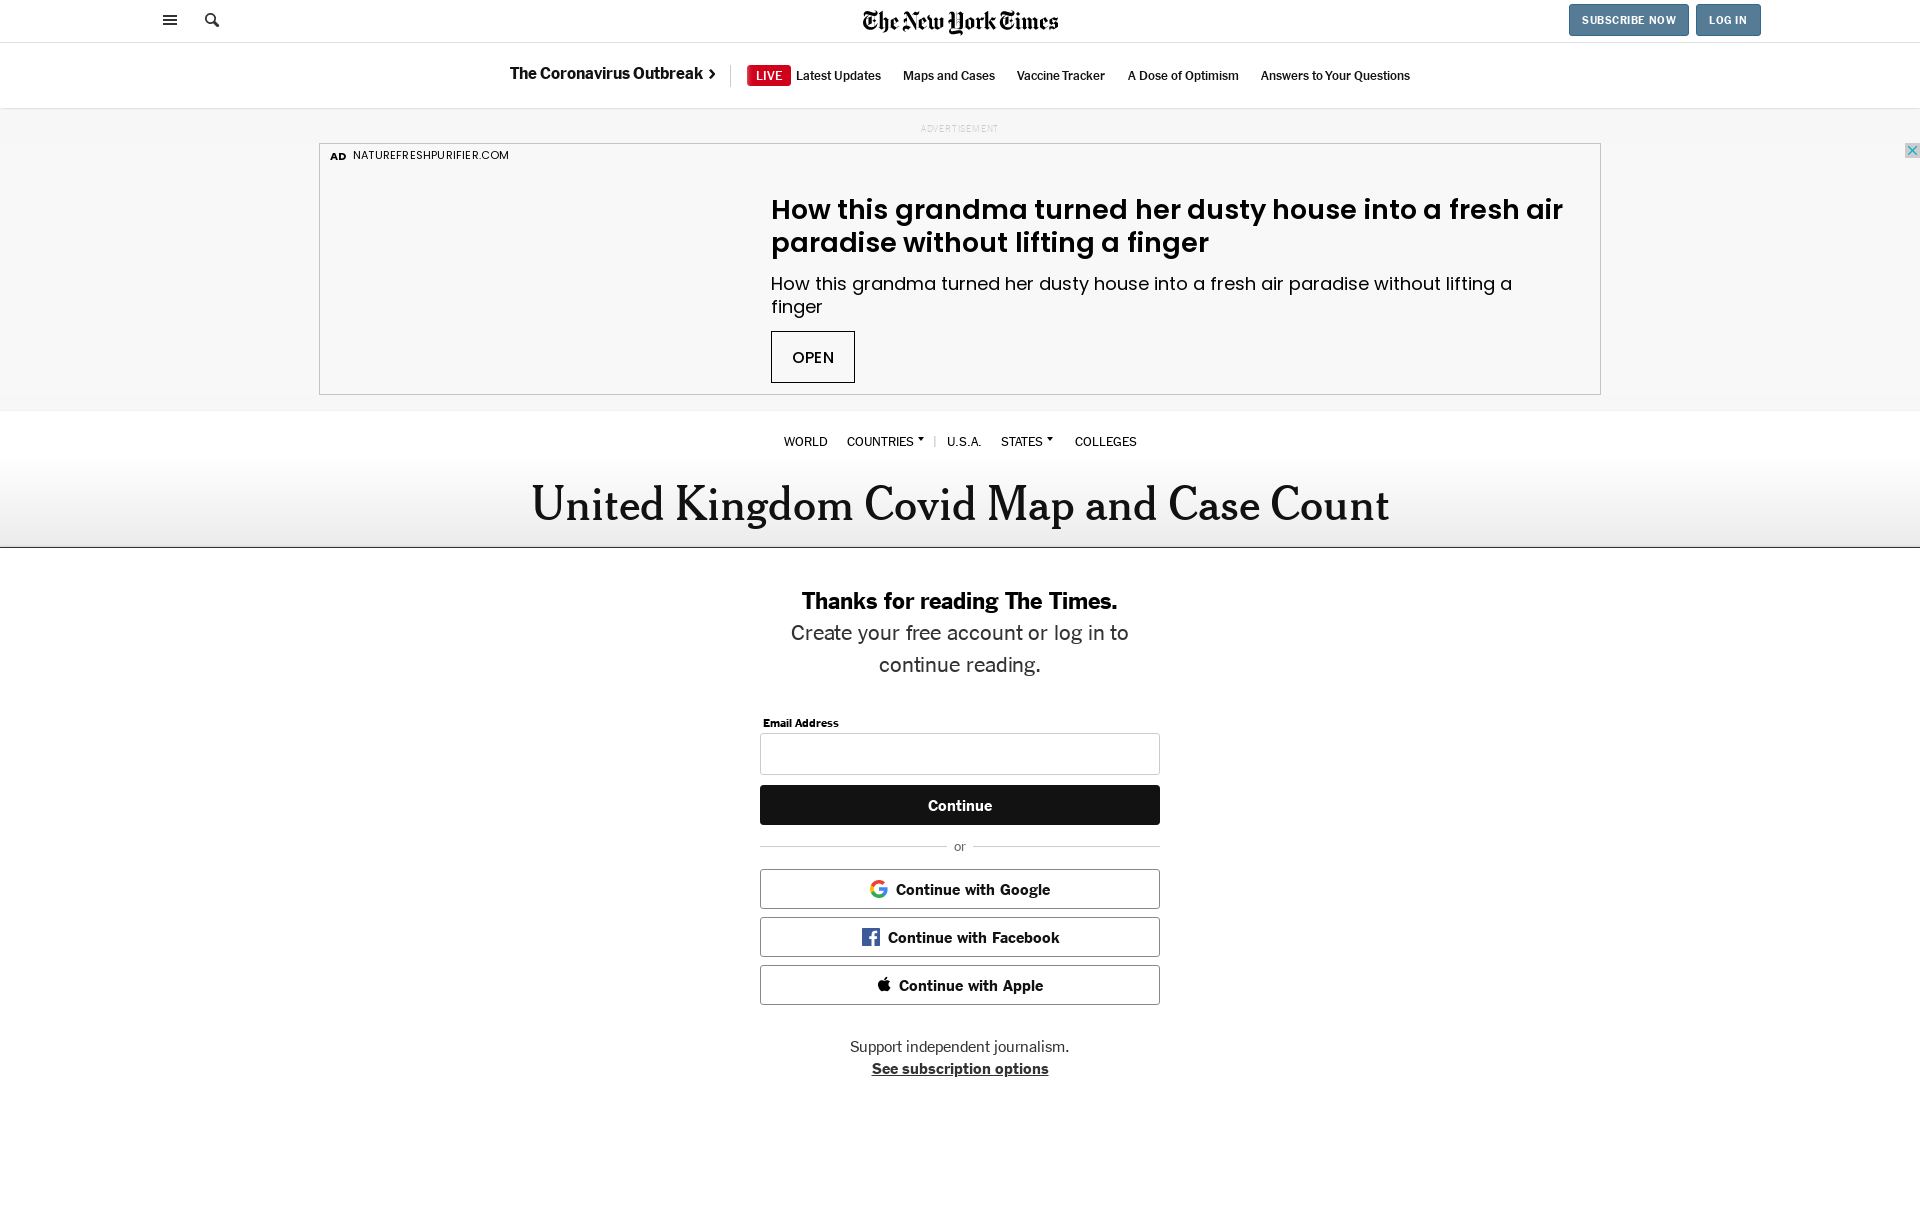 The New York Times
SUBSCRIBE NOW
LOG IN
The Coronavirus Outbreak
LIVE Latest Updates
Maps and Cases
Vaccine Tracker
A Dose of Optimism
Answers to Your Questions
ADVERTISEMENT
AD NATUREFRESHPURIFIER.COM
How this grandma turned her dusty house into a fresh air
paradise without lifting a finger
How this grandma turned her dusty house into a fresh air paradise without lifting a
finger
OPEN
WORLD COUNTRIES | U.S.A. STATES COLLEGES
United Kingdom Covid Map and Case Count
Thanks for reading The Times.
Create your free account or log in to
continue reading.
Email Address
Continue
or
Continue with Google
Continue with Facebook
Continue with Apple
Support independent journalism.
See subscription options